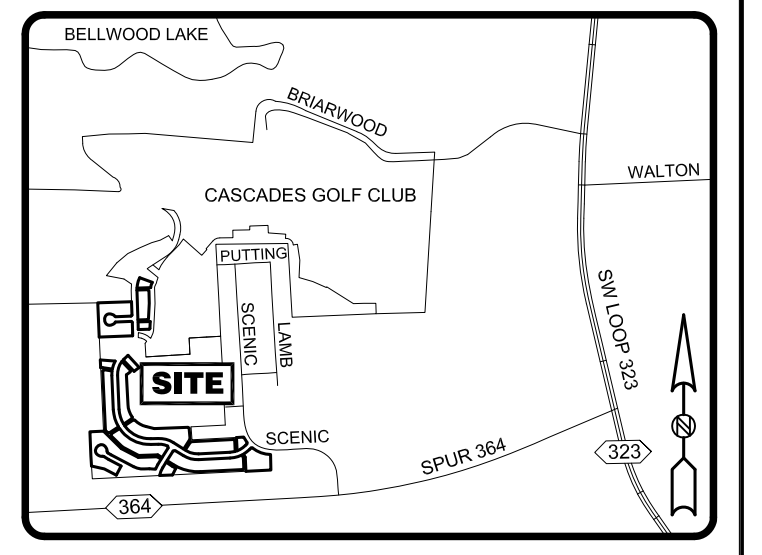 BELLWOOD LAKE
BRIARWOOD
WALTON
CASCADES GOLF CLUB
PUTTING
SCENIC
LAMB
SW LOOP 323
SITE
SCENIC
SPUR 364
323
364
N